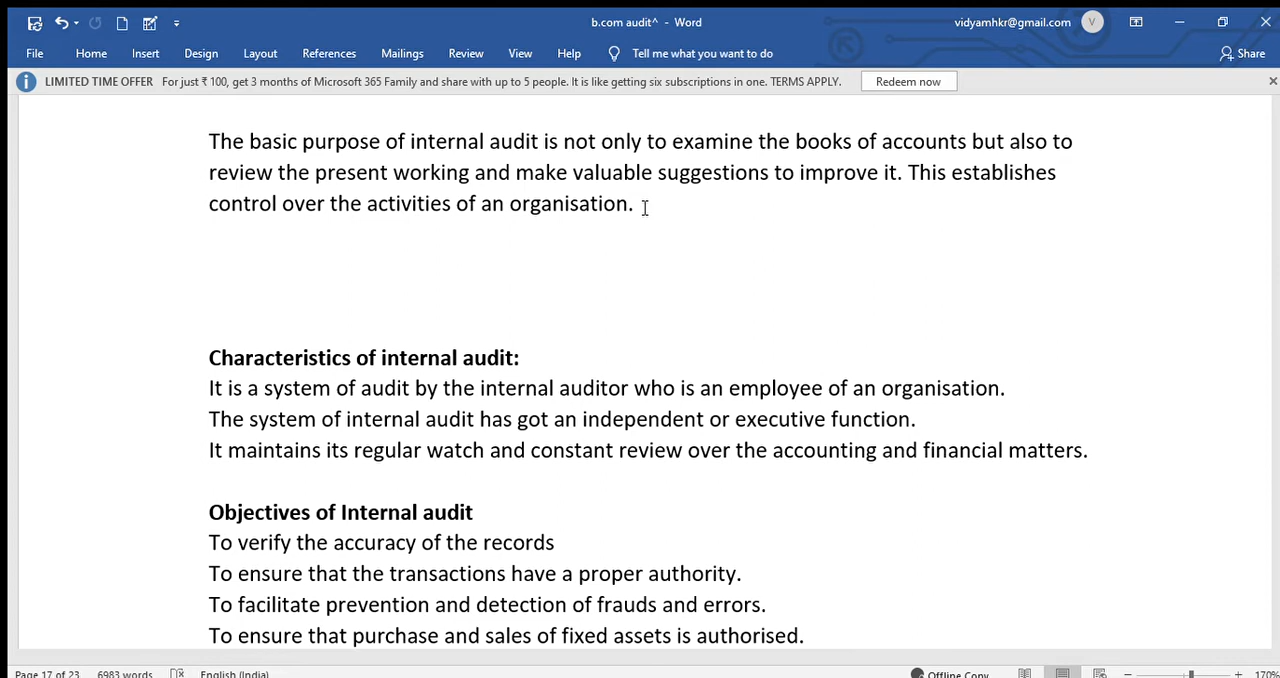 b.com audit^ - Word
vidyamhkr@gmail.com
V
File Home Insert Design Layout References Mailings Review View Help Tell me what you want to do Share
LIMITED TIME OFFER For just ₹ 100, get 3 months of Microsoft 365 Family and share with up to 5 people. It is like getting six subscriptions in one. TERMS APPLY. Redeem now
The basic purpose of internal audit is not only to examine the books of accounts but also to
review the present working and make valuable suggestions to improve it. This establishes
control over the activities of an organisation.
Characteristics of internal audit:
It is a system of audit by the internal auditor who is an employee of an organisation.
The system of internal audit has got an independent or executive function.
It maintains its regular watch and constant review over the accounting and financial matters.
Objectives of Internal audit
To verify the accuracy of the records
To ensure that the transactions have a proper authority.
To facilitate prevention and detection of frauds and errors.
To ensure that purchase and sales of fixed assets is authorised.
Page 17 of 23 6983 words English (India) Offline Copy 170%